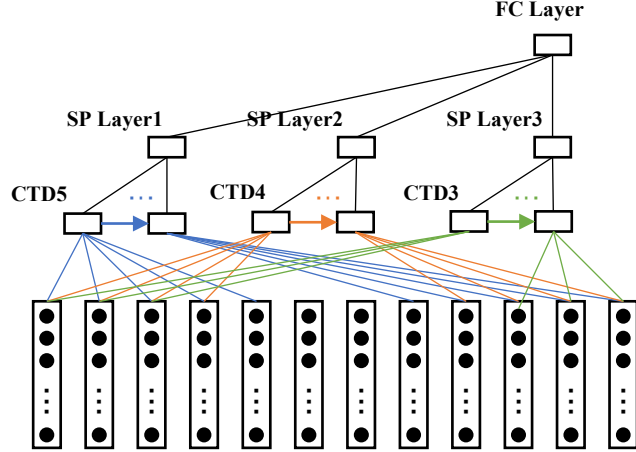 FC Layer
SP Layer1
SP Layer2
SP Layer3
CTD5
CTD4
CTD3